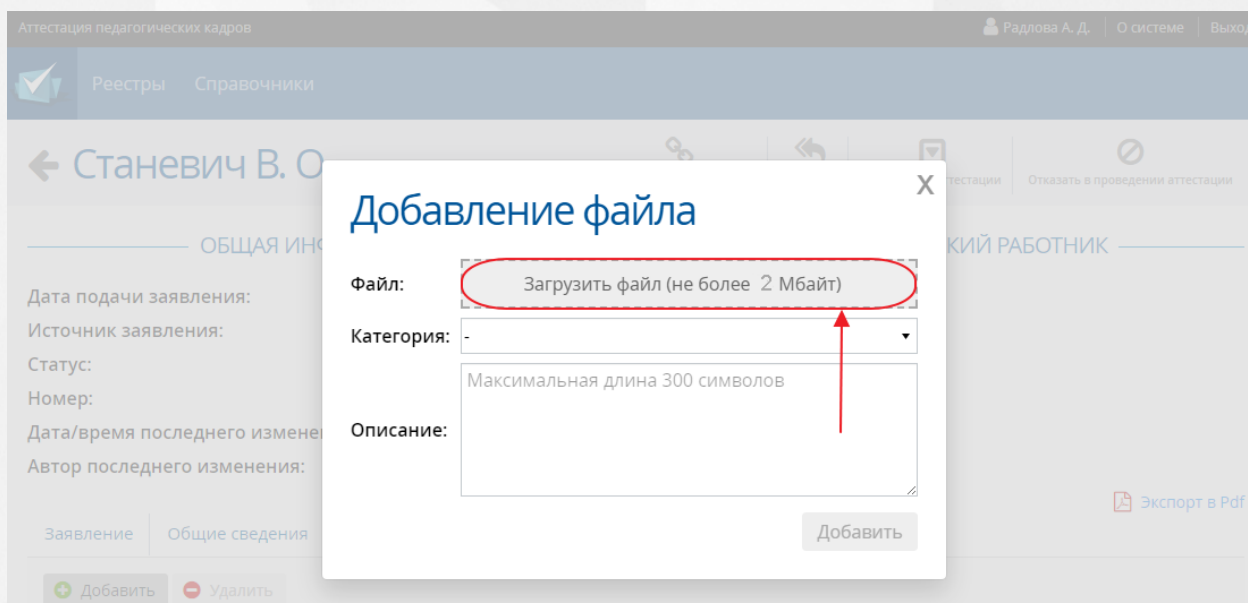 Аттестация педагогических кадров
Радлова А. Д. О системе Выход
Реестры Справочники
Станевич В. О
тестации Отказать в проведении аттестации
Добавление файла X
ОБЩАЯ ИНФ
КИЙ РАБОТНИК
Файл: Загрузить файл (не более 2 Мбайт)
Дата подачи заявления:
Источник заявления:
Категория: -
Статус:
Максимальная длина 300 символов
Номер:
Дата/время последнего измене
Описание:
Автор последнего изменения:
Экспорт в Pdf
Заявление Общие сведения
Добавить
Добавить Удалить